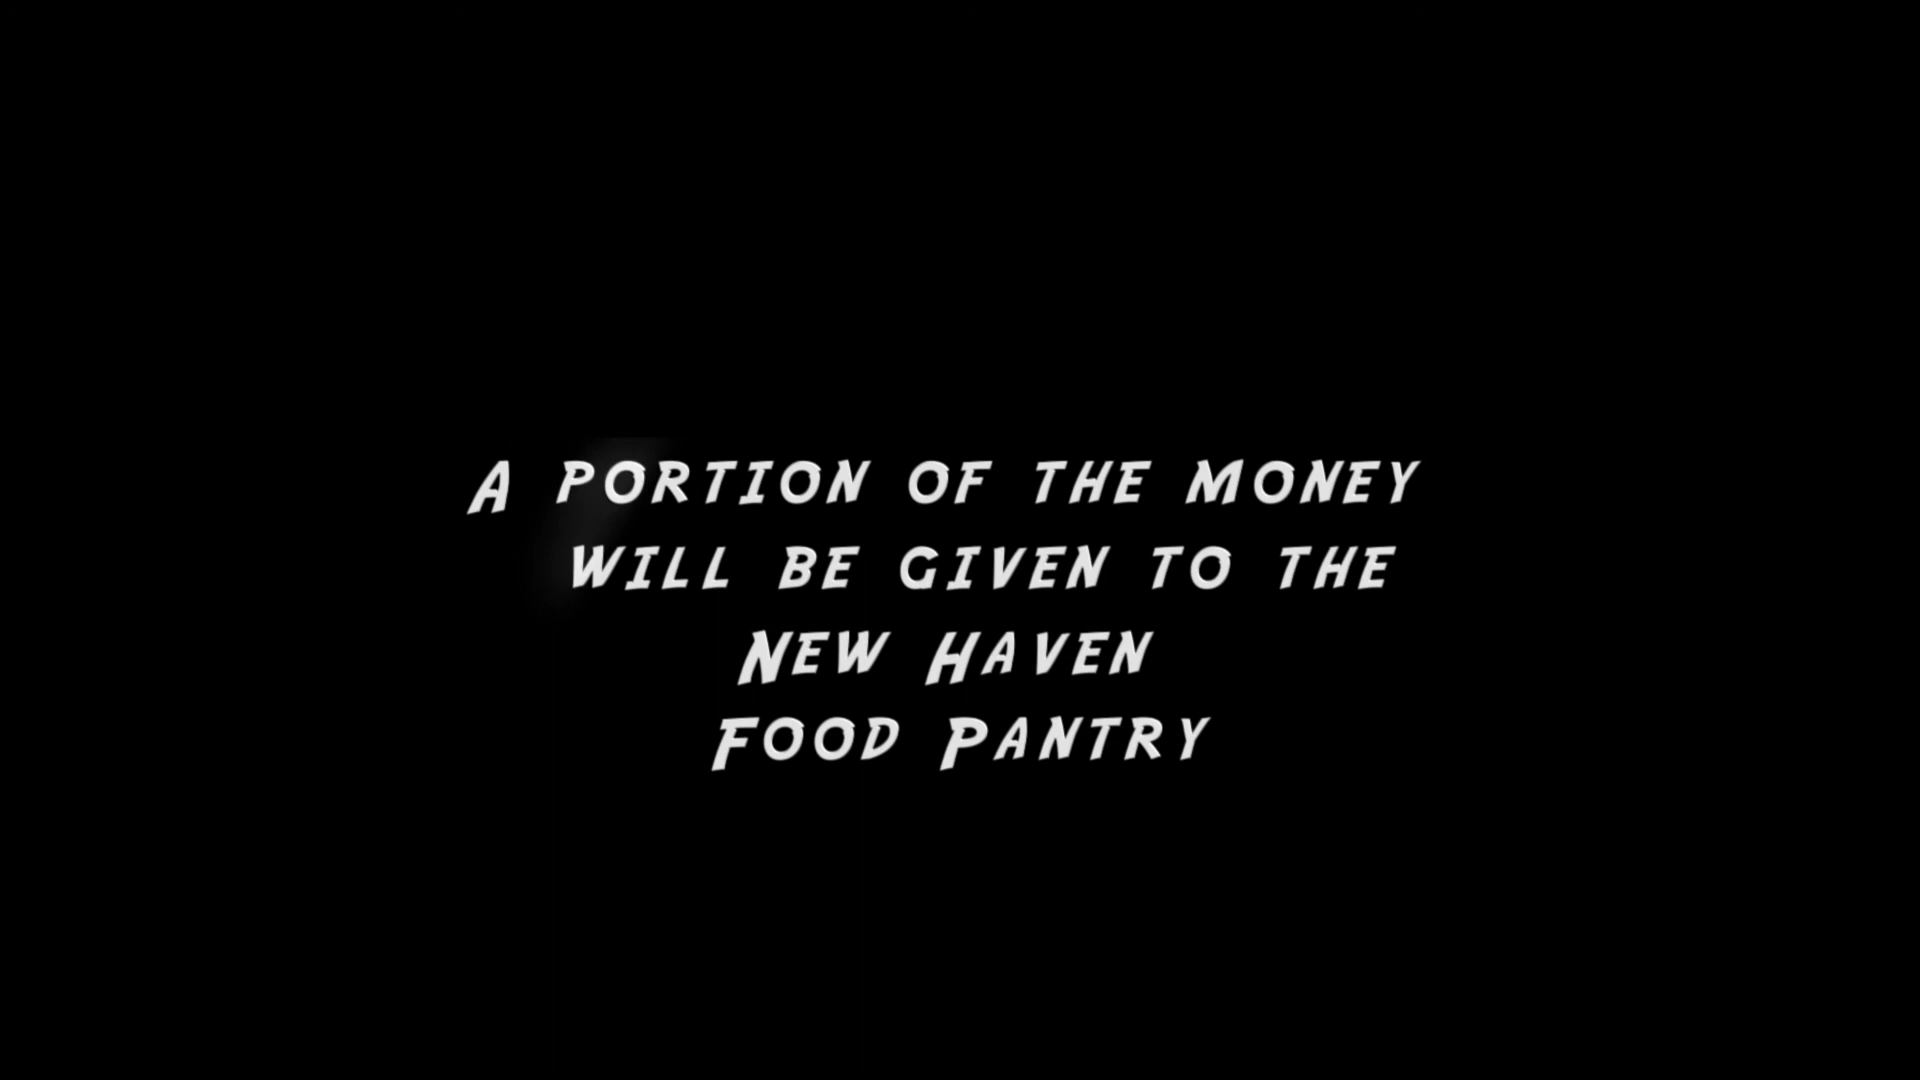 A PORTION OF THE MONEY
WILL BE GIVEN TO THE
NEW HAVEN
FOOD PANTRY